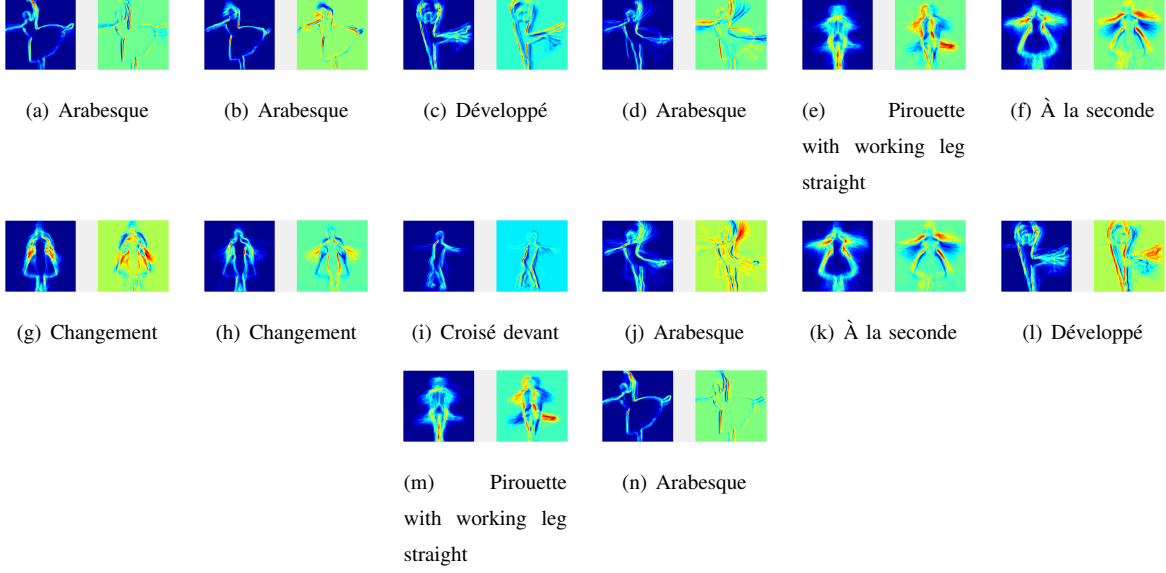 (a) Arabesque
(b) Arabesque
(c) Développé
(d) Arabesque
(e) Pirouette
with working leg
straight
(f) À la seconde
(g) Changement
(h) Changement
(i) Croisé devant
(j) Arabesque
(k) À la seconde
(l) Développé
(m) Pirouette
with working leg
straight
(n) Arabesque